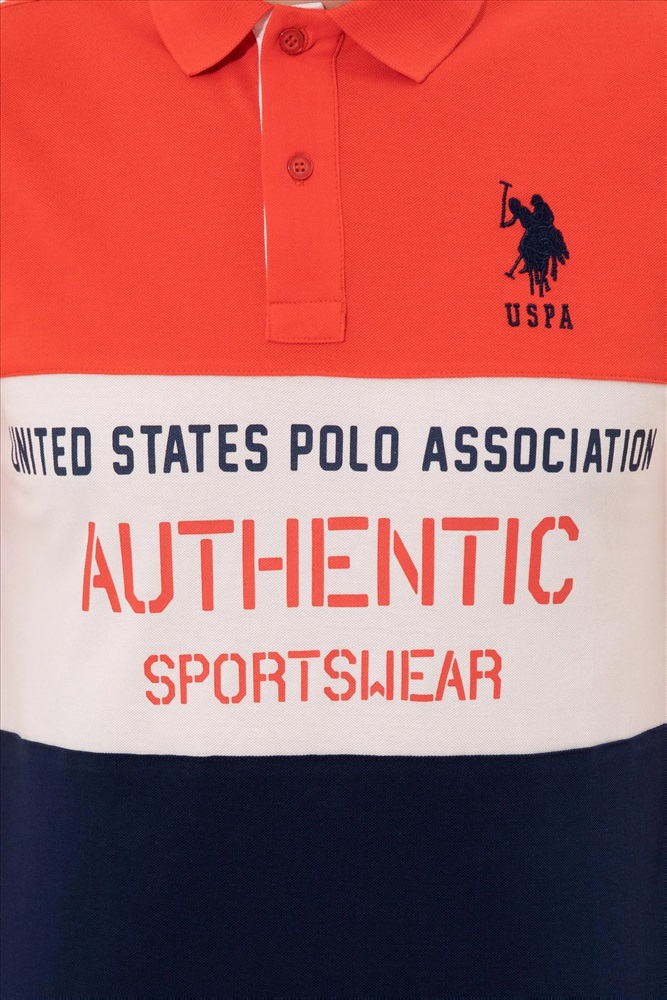 USPA
UNITED STATES POLO ASSOCIATION
AUTHENTIC
SPORTSWEAR